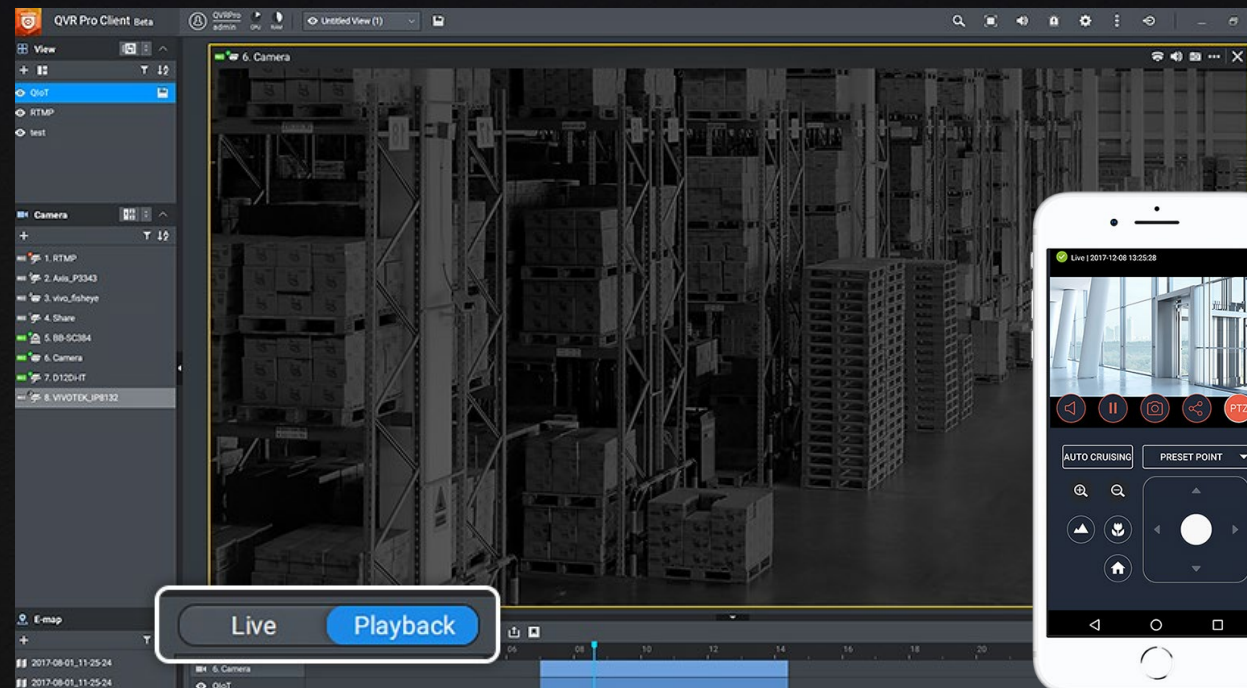 QVR Pro Client Beta
QVRPro
admin
CPU
RAM
Untitled View (1)
View
QIoT
RTMP
test
Camera
1. RTMP
2. Axis_P3343
3. vivo_fisheye
4. Share
5. BB-SC384
6. Camera
7. D12Di-IT
8. VIVOTEK_IP8132
E-map
2017-08-01_11-25-24
2017-08-01_11-25-24
6. Camera
Live | 2017-12-08 13:25:28
PTZ
AUTO CRUISING
PRESET POINT
Live
Playback
06
08
10
12
14
16
18
20
6. Camera
QIoT